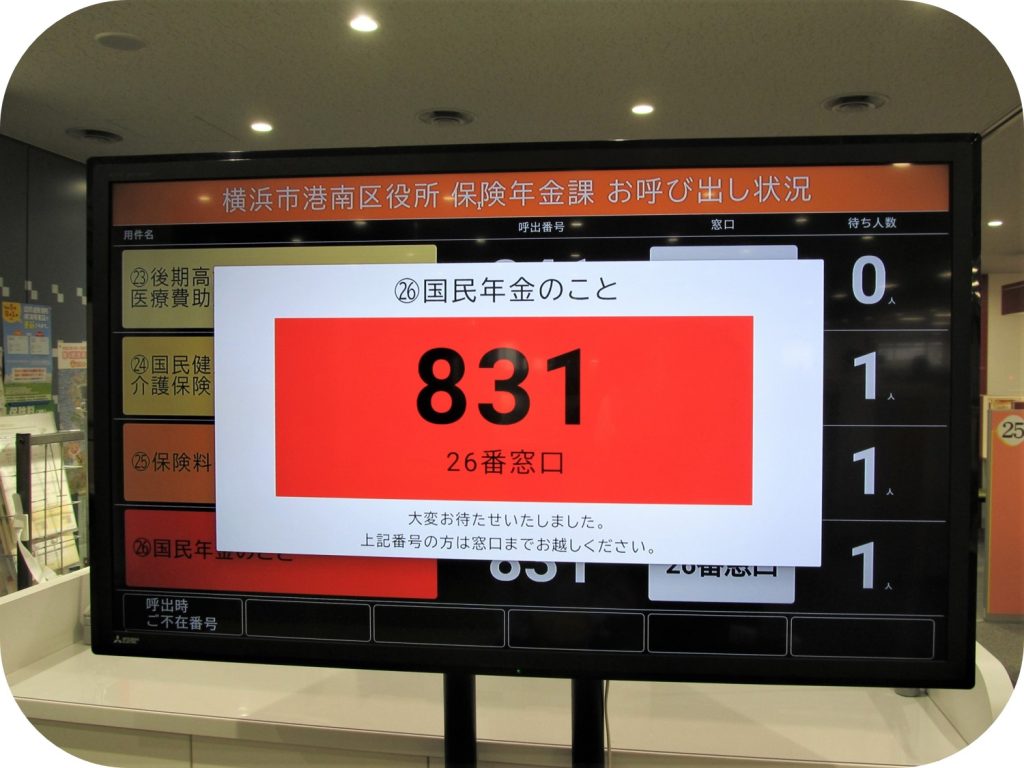 横浜市港南区役所 保険年金課 お呼び出し状況
用件名 呼出番号 窓口 待ち人数
㉓後期高
医療費助
0人
㉖国民年金のこと
831
26番窓口
大変お待たせいたしました。
上記番号の方は窓口までお越しください。
㉔国民健
介護保険
1人
㉕保険料
1人
㉖国民年金のこと 831 26番窓口 1人
呼出時
ご不在番号
25